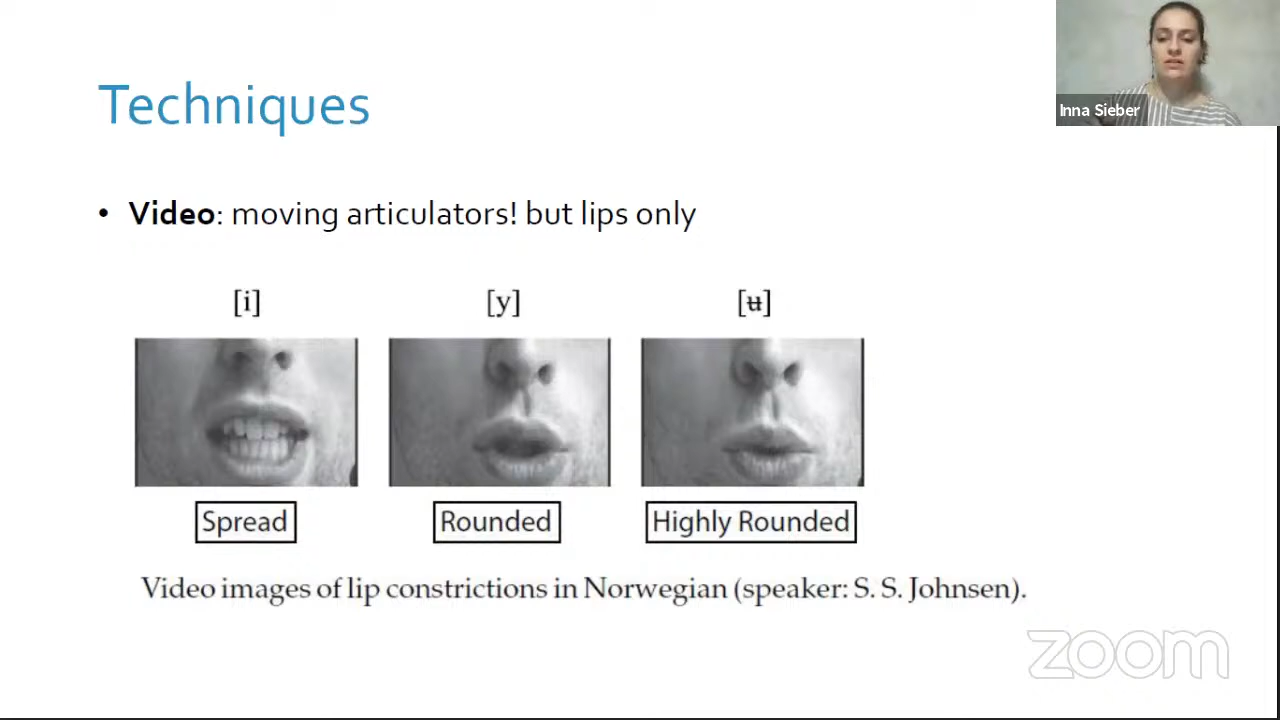 Techniques
Inna Sieber
• Video: moving articulators! but lips only
[i] [y] [ʉ]
Spread Rounded Highly Rounded
Video images of lip constrictions in Norwegian (speaker: S. S. Johnsen).
zoom